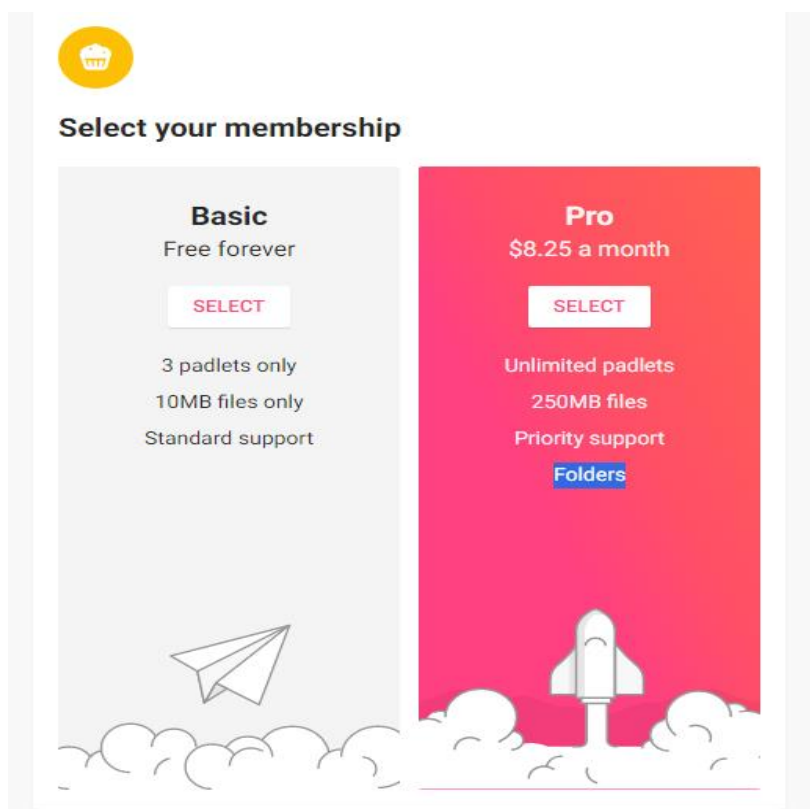 Select your membership
Basic
Free forever
SELECT
3 padlets only
10MB files only
Standard support
Pro
$8.25 a month
SELECT
Unlimited padlets
250MB files
Priority support
Folders